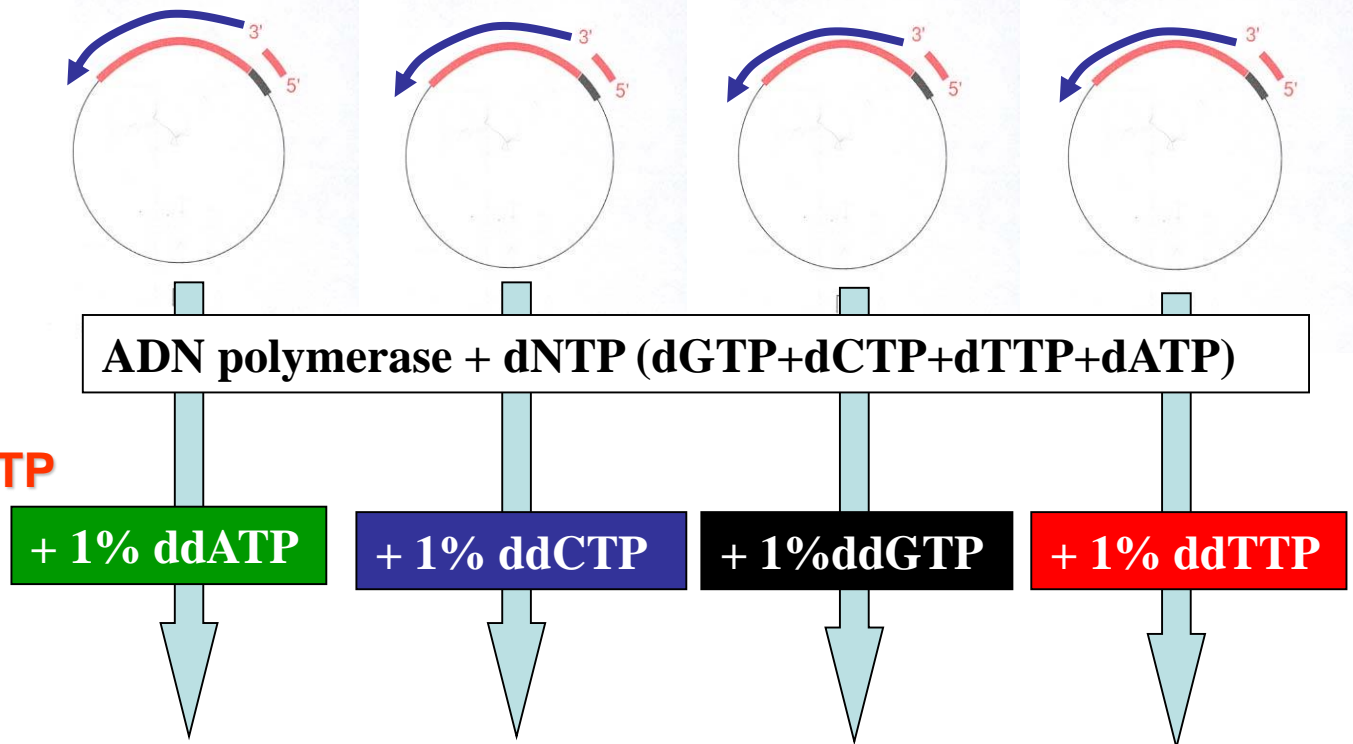 3' 3' 3' 3'
5' 5' 5' 5'
ADN polymerase + dNTP (dGTP+dCTP+dTTP+dATP)
TP
+ 1% ddATP
+ 1% ddCTP
+ 1%ddGTP
+ 1% ddTTP